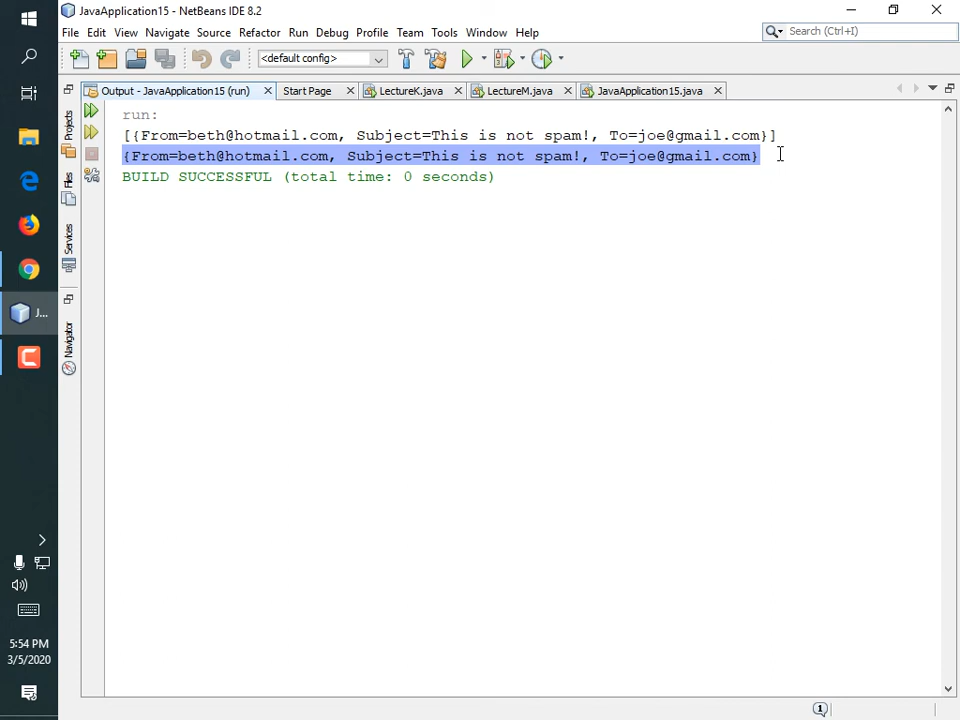 JavaApplication15 - NetBeans IDE 8.2
File Edit View Navigate Source Refactor Run Debug Profile Team Tools Window Help
Search (Ctrl+I)
<default config>
Output - JavaApplication15 (run) Start Page LectureK.java LectureM.java JavaApplication15.java
Projects
Files
Services
Navigator
run:
[{From=beth@hotmail.com, Subject=This is not spam!, To=joe@gmail.com}]
{From=beth@hotmail.com, Subject=This is not spam!, To=joe@gmail.com}
BUILD SUCCESSFUL (total time: 0 seconds)
J...
5:54 PM
3/5/2020
1